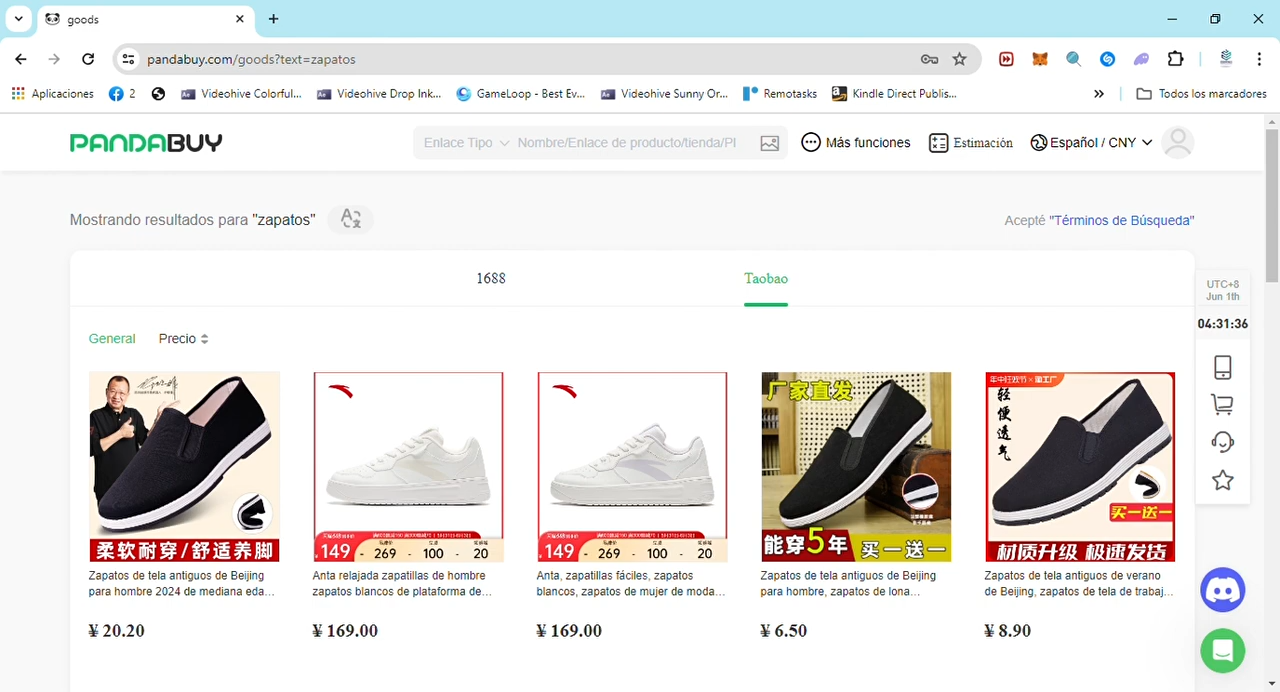 goods
pandabuy.com/goods?text=zapatos
Aplicaciones
2
Videohive Colorful...
Videohive Drop Ink...
GameLoop - Best Ev...
Videohive Sunny Or...
Remotasks
Kindle Direct Publis...
Todos los marcadores
PANDABUY
Enlace Tipo
Nombre/Enlace de producto/tienda/Pl
Más funciones
Estimación
Español / CNY
Mostrando resultados para "zapatos"
Acepté "Términos de Búsqueda"
1688
Taobao
UTC+8
Jun 1th
04:31:36
General
Precio
柔软耐穿/舒适养脚
149 - 269 - 100 - 20
149 - 269 - 100 - 20
厂家直发
能穿5年 买一送一
年中狂欢节
轻便透气
买一送一
材质升级 极速发货
Zapatos de tela antiguos de Beijing
para hombre 2024 de mediana eda...
¥ 20.20
Anta relajada zapatillas de hombre
zapatos blancos de plataforma de...
¥ 169.00
Anta, zapatillas fáciles, zapatos
blancos, zapatos de mujer de moda...
¥ 169.00
Zapatos de tela antiguos de Beijing
para hombre, zapatos de lona...
¥ 6.50
Zapatos de tela antiguos de verano
de Beijing, zapatos de tela de trabaj...
¥ 8.90